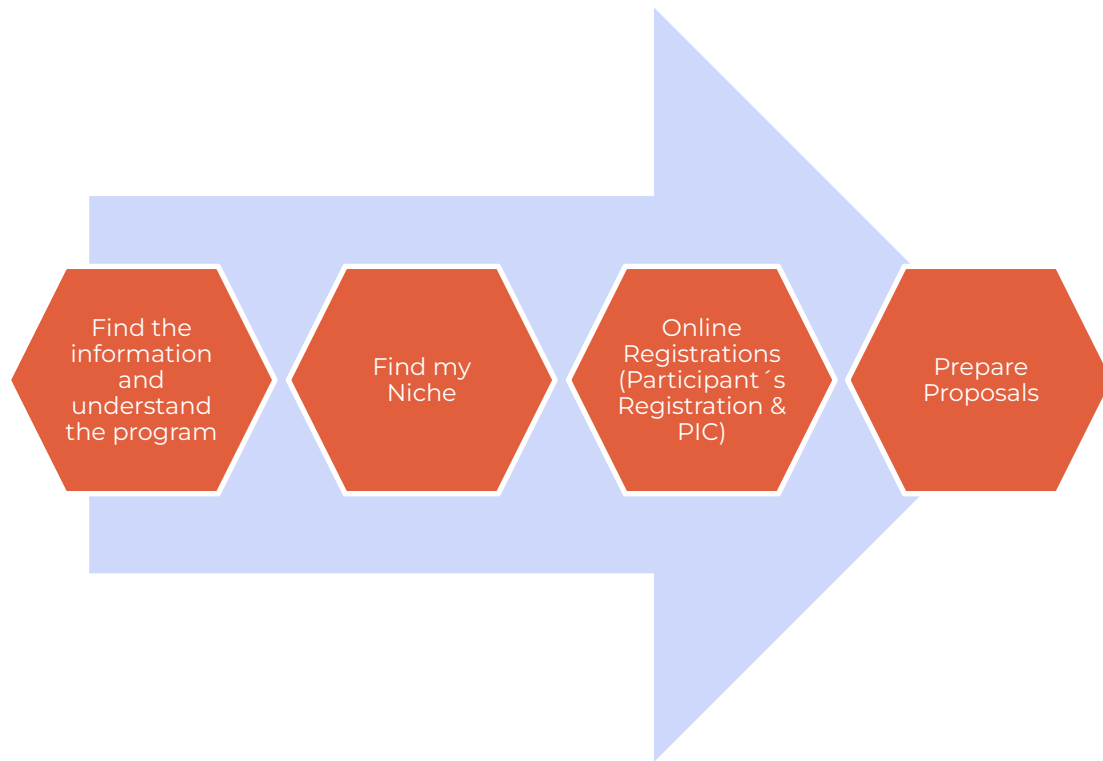 Find the
information
and
understand
the program
Find my
Niche
Online
Registrations
(Participant´s
Registration &
PIC)
Prepare
Proposals